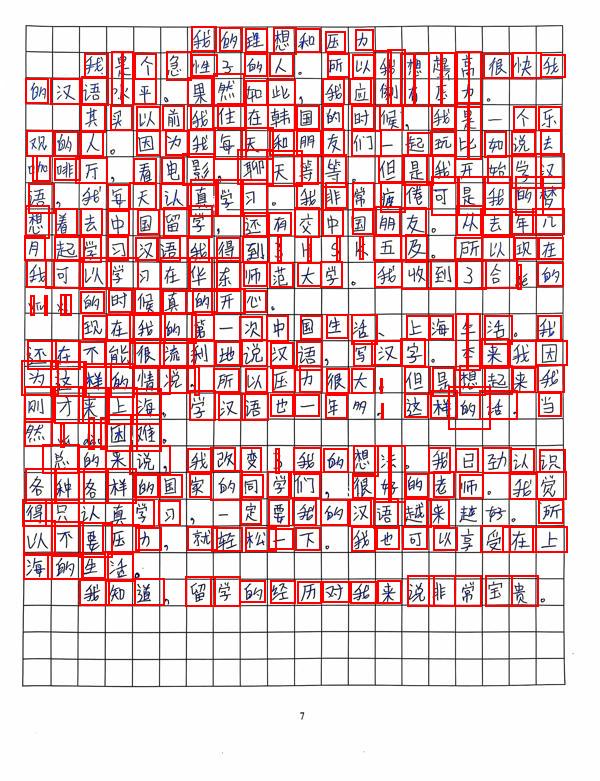 我的理想和压力
我是个急性子的人。所以我想提高很快我
的汉语水平。果然如此，我应刨有压力。
其实以前我住在韩国的时候，我是一个乐
观的人。因为我每天和朋友们一起玩比如说去
咖啡厅，看电影，聊天等等。但是我开始学汉
语，我每天认真学习。我非常疲倦可是我的梦
想着去中国留学，还有交中国朋友。从去年几
月起学习汉语我得到3HSK五及。所以现在
我可以学习在华东师范大学。我收到3合的
的时候真的开心。
现在我的第一次中国生活、上海生活。我
还在不能很流利地说汉语，写汉字。本来我因
为这样的情况。所以压力很大，但是想起来我
刚才来上海，学汉语也一年朋，这样的话，当
然，困难。
总的来说，我改变3我的想法。我已劲认识
各种各样的国家的同学们，很好的老师。我觉
得只认真学习，一定要我的汉语越来越好。所
以不要压力，就轻松一下。我也可以享受在上
海的生活。
我知道，留学的经历对我来说非常宝贵。
7